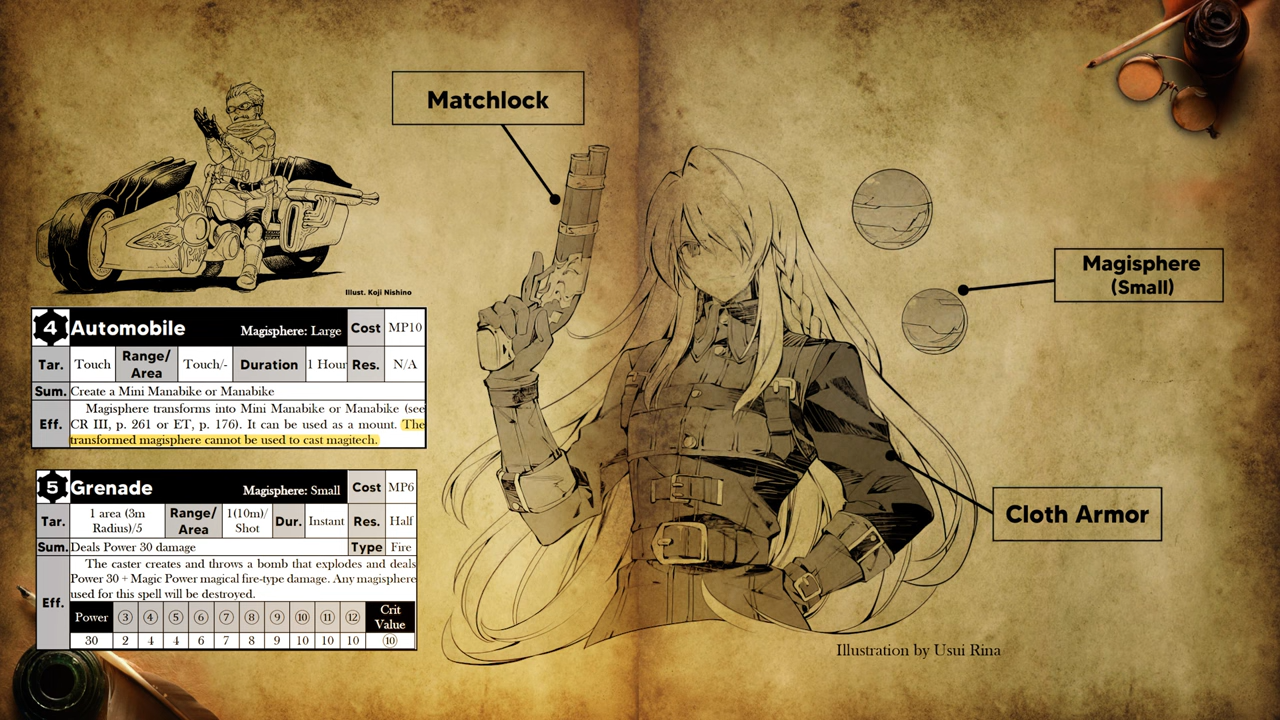 Matchlock
Illust. Koji Nishino
4 Automobile Magisphere: Large Cost MP10
Tar. Touch Range/ Area Touch/- Duration 1 Hour Res. N/A
Sum. Create a Mini Manabike or Manabike
Eff. Magisphere transforms into Mini Manabike or Manabike (see
CR III, p. 261 or ET, p. 176). It can be used as a mount. The
transformed magisphere cannot be used to cast magitech.
5 Grenade Magisphere: Small Cost MP6
Tar. 1 area (3m Radius)/5 Range/ Area 1(10m)/ Shot Dur. Instant Res. Half
Sum. Deals Power 30 damage Type Fire
Eff. The caster creates and throws a bomb that explodes and deals
Power 30 + Magic Power magical fire-type damage. Any magisphere
used for this spell will be destroyed.
Power ③ ④ ⑤ ⑥ ⑦ ⑧ ⑨ ⑩ ⑪ ⑫ Crit Value
30 2 4 4 6 7 8 9 10 10 10 ⑩
Magisphere
(Small)
Cloth Armor
Illustration by Usui Rina